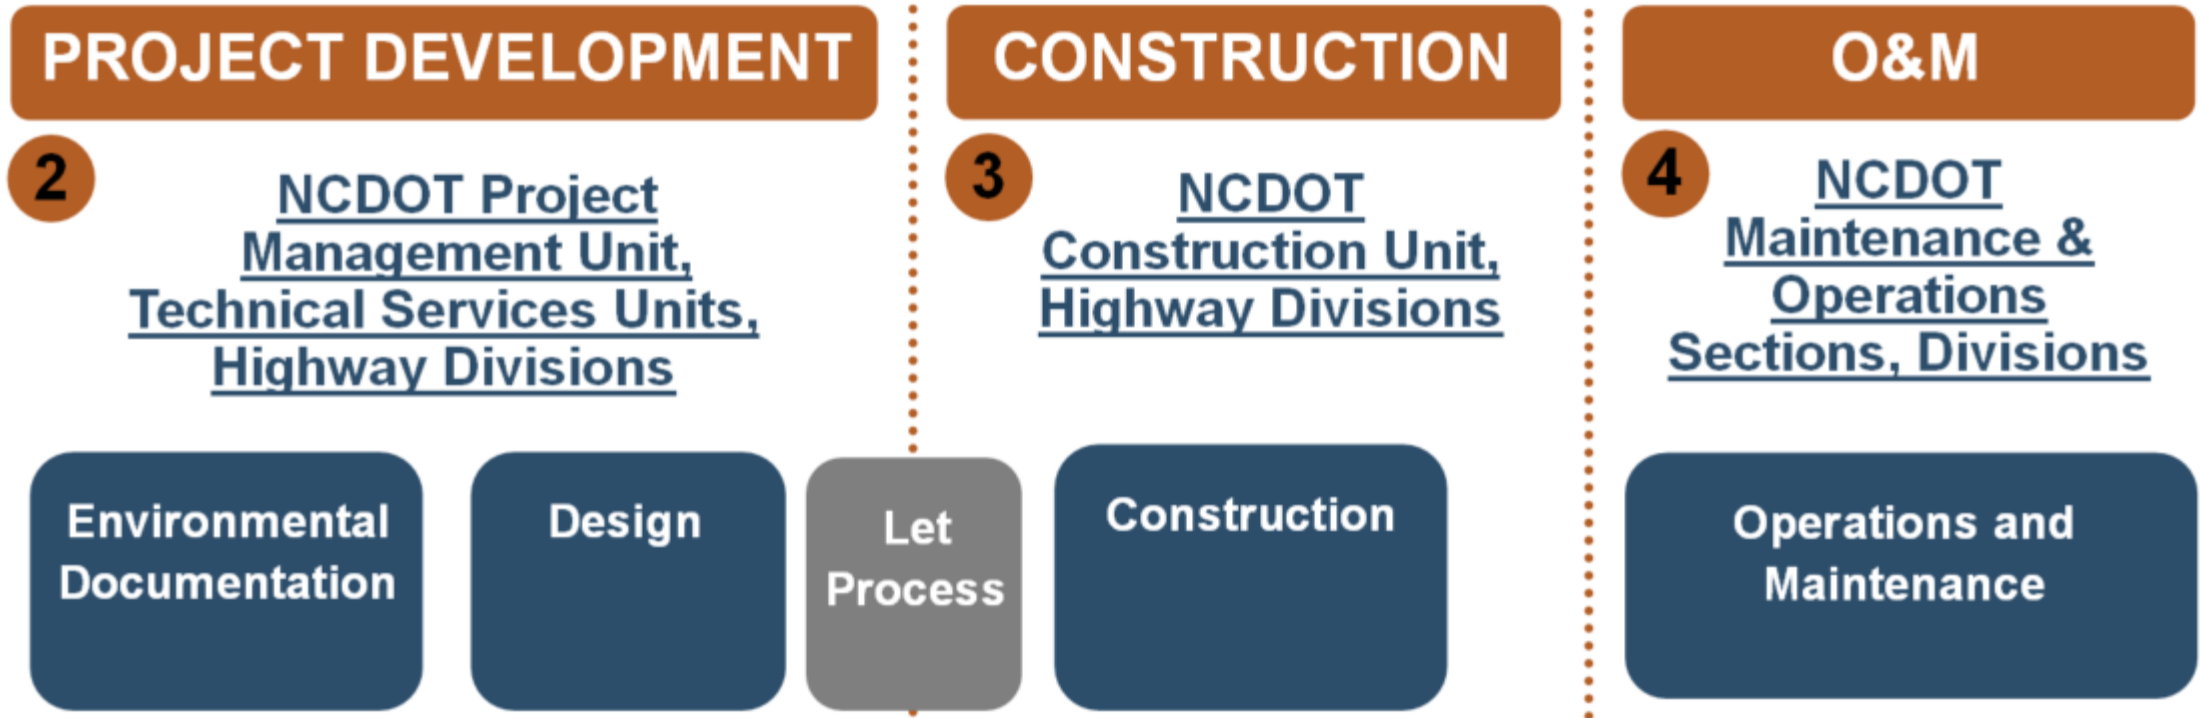 PROJECT DEVELOPMENT
2
NCDOT Project
Management Unit,
Technical Services Units,
Highway Divisions
Environmental
Documentation
Design
Let
Process
CONSTRUCTION
3
NCDOT
Construction Unit,
Highway Divisions
Construction
O&M
4
NCDOT
Maintenance &
Operations
Sections, Divisions
Operations and
Maintenance